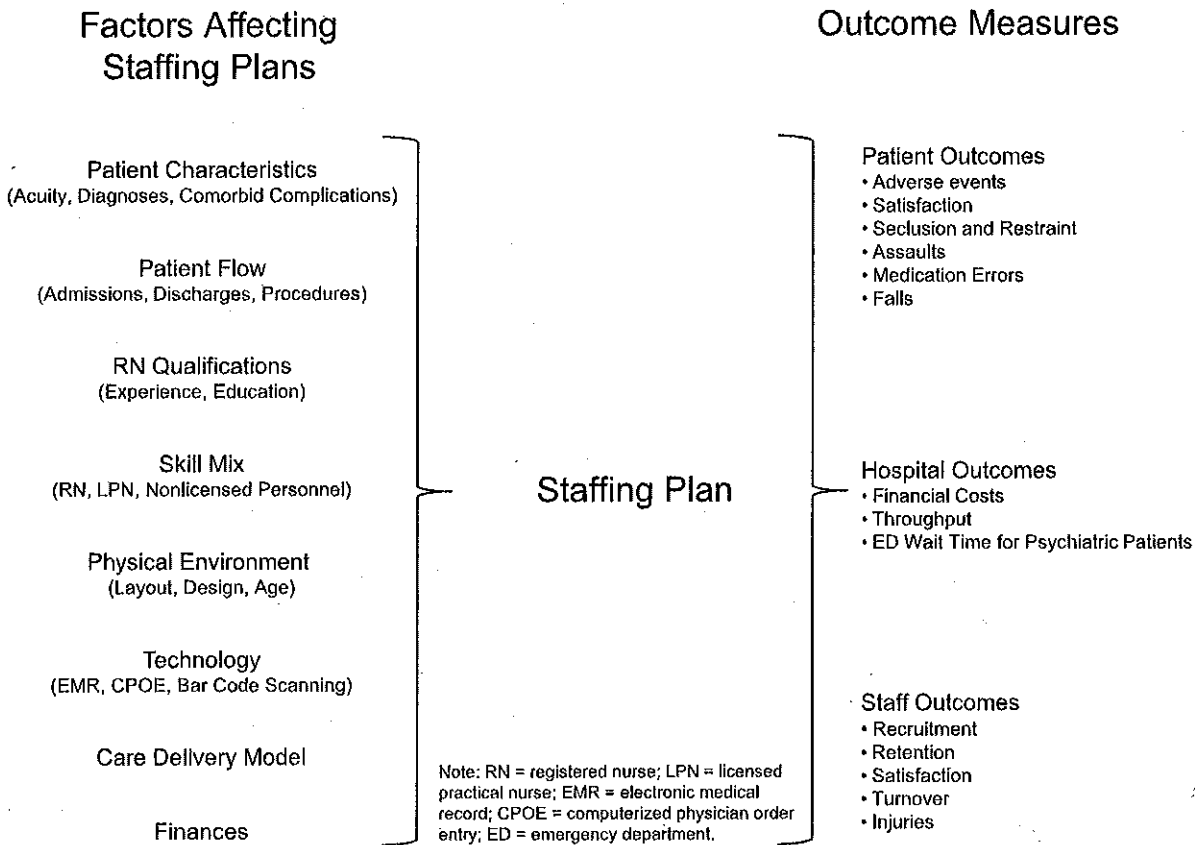 Factors Affecting
Staffing Plans
Patient Characteristics
(Acuity, Diagnoses, Comorbid Complications)
Patient Flow
(Admissions, Discharges, Procedures)
RN Qualifications
(Experience, Education)
Skill Mix
(RN, LPN, Nonlicensed Personnel)
Physical Environment
(Layout, Design, Age)
Technology
(EMR, CPOE, Bar Code Scanning)
Care Delivery Model
Finances
Staffing Plan
Note: RN = registered nurse; LPN = licensed
practical nurse; EMR = electronic medical
record; CPOE = computerized physician order
entry; ED = emergency department.
Outcome Measures
Patient Outcomes
• Adverse events
• Satisfaction
• Seclusion and Restraint
• Assaults
• Medication Errors
• Falls
Hospital Outcomes
• Financial Costs
• Throughput
• ED Wait Time for Psychiatric Patients
Staff Outcomes
• Recruitment
• Retention
• Satisfaction
• Turnover
• Injuries